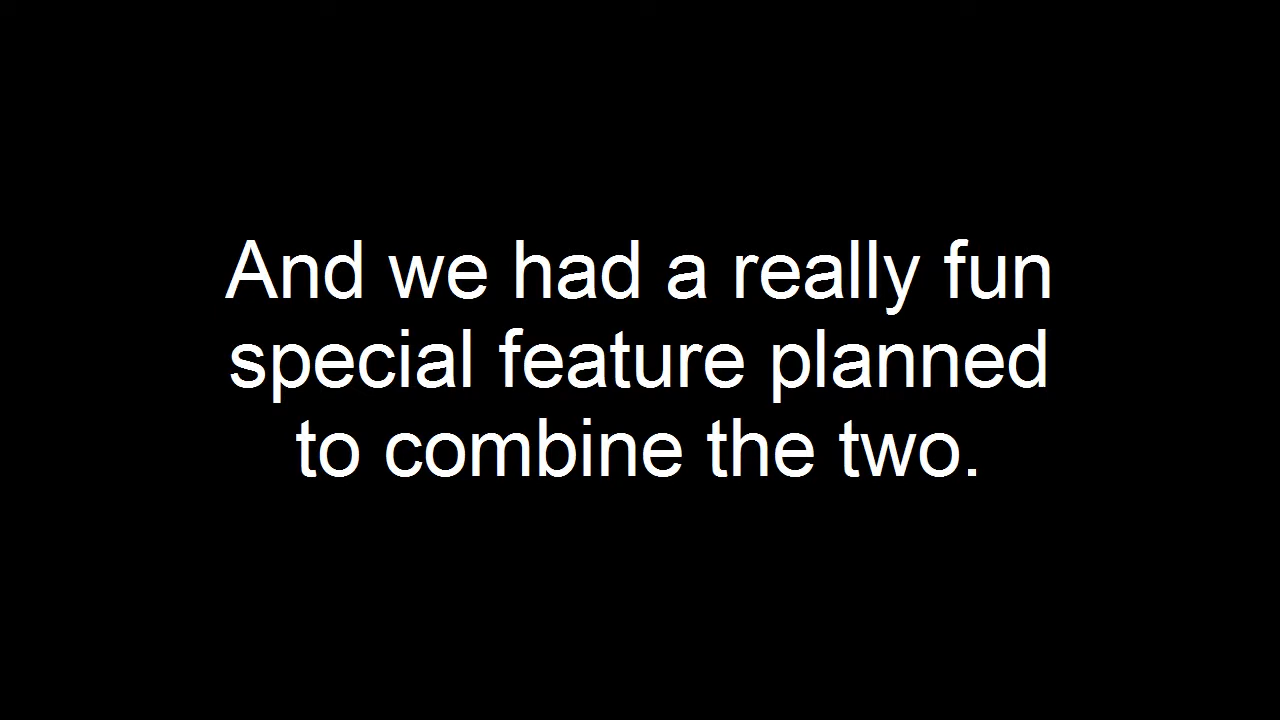 And we had a really fun
special feature planned
to combine the two.